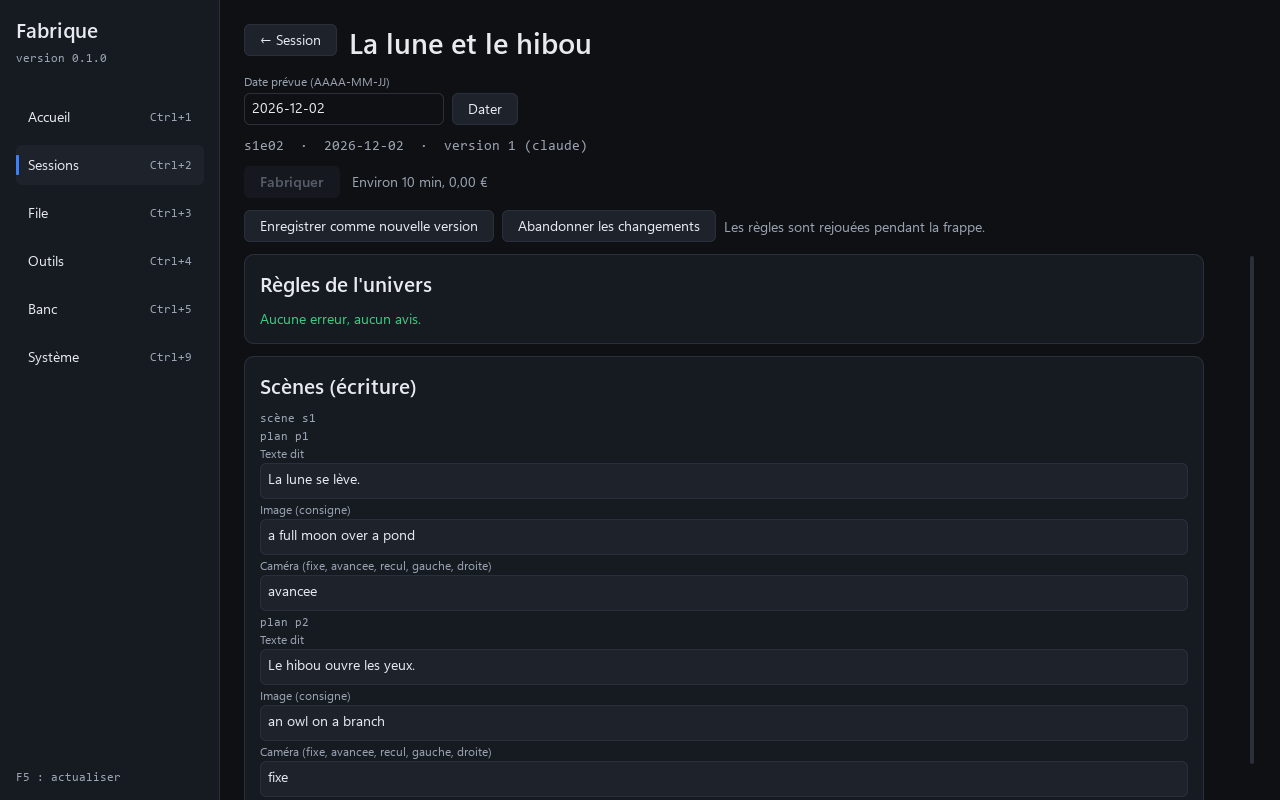 Fabrique
version 0.1.0
Accueil Ctrl+1
Sessions Ctrl+2
File Ctrl+3
Outils Ctrl+4
Banc Ctrl+5
Système Ctrl+9
F5 : actualiser
← Session La lune et le hibou
Date prévue (AAAA-MM-JJ)
2026-12-02 Dater
s1e02 · 2026-12-02 · version 1 (claude)
Fabriquer Environ 10 min, 0,00 €
Enregistrer comme nouvelle version Abandonner les changements Les règles sont rejouées pendant la frappe.
Règles de l'univers
Aucune erreur, aucun avis.
Scènes (écriture)
scène s1
plan p1
Texte dit
La lune se lève.
Image (consigne)
a full moon over a pond
Caméra (fixe, avancee, recul, gauche, droite)
avancee
plan p2
Texte dit
Le hibou ouvre les yeux.
Image (consigne)
an owl on a branch
Caméra (fixe, avancee, recul, gauche, droite)
fixe